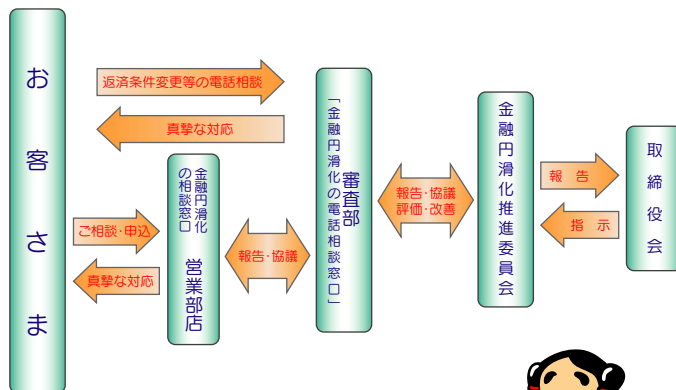 お客さま
返済条件変更等の電話相談
真摯な対応
ご相談・申込
真摯な対応
金融円滑化
の相談窓口
営業部店
報告・協議
審査部
「金融円滑化の電話相談窓口」
報告・協議
評価・改善
金融円滑化推進委員会
報　告
指　示
取締役会